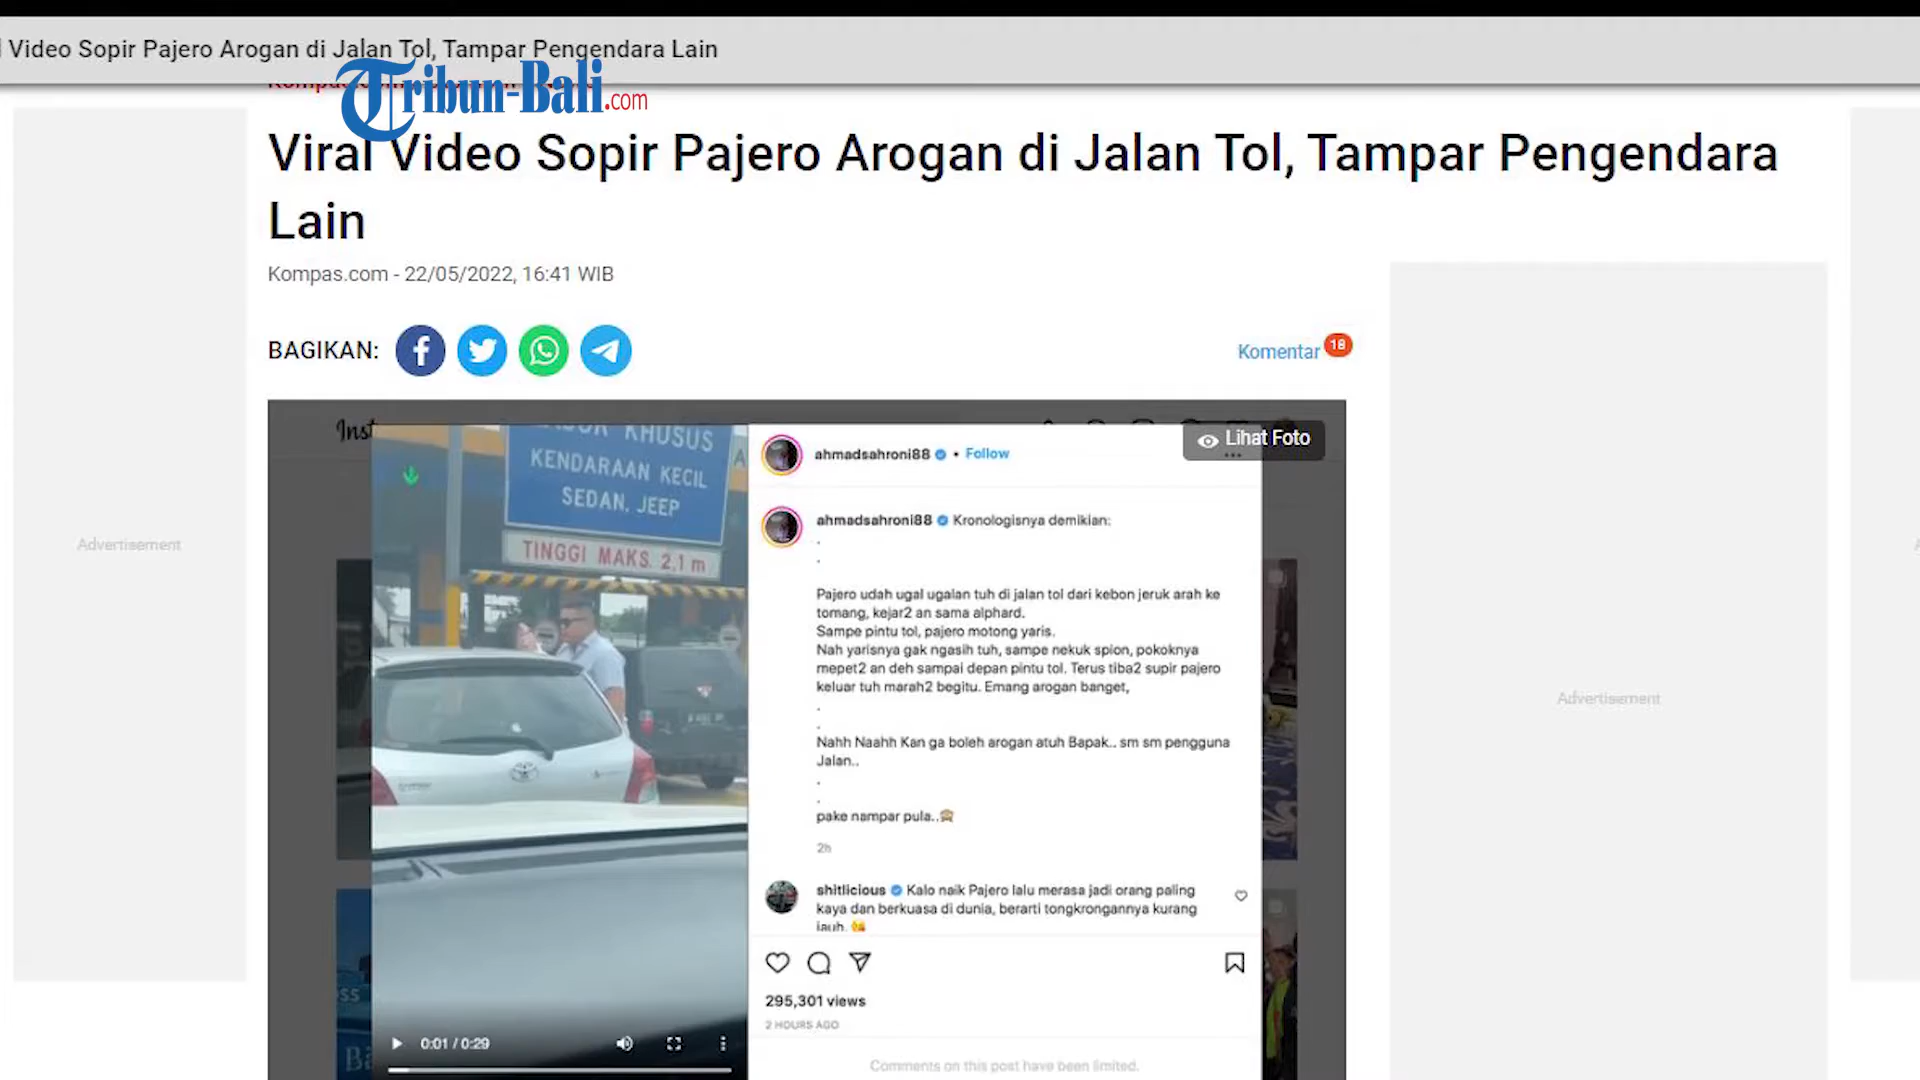 Video Sopir Pajero Arogan di Jalan Tol, Tampar Pengendara Lain
Tribun-Bali.com
Viral Video Sopir Pajero Arogan di Jalan Tol, Tampar Pengendara
Lain
Kompas.com - 22/05/2022, 16:41 WIB
BAGIKAN:
Komentar 18
Lihat Foto
Inst
KHUSUS
KENDARAAN KECIL
SEDAN, JEEP
TINGGI MAKS. 2,1 m
0:01 / 0:29
ahmadsahroni88 • Follow
ahmadsahroni88 Kronologisnya demikian:
.
.
Pajero udah ugal ugalan tuh di jalan tol dari kebon jeruk arah ke
tomang, kejar2 an sama alphard.
Sampe pintu tol, pajero motong yaris.
Nah yarisnya gak ngasih tuh, sampe nekuk spion, pokoknya
mepet2 an deh sampai depan pintu tol. Terus tiba2 supir pajero
keluar tuh marah2 begitu. Emang arogan banget,
.
.
Nahh Naahh Kan ga boleh arogan atuh Bapak.. sm sm pengguna
Jalan..
.
.
pake nampar pula..🙈
2h
shitlicious Kalo naik Pajero lalu merasa jadi orang paling
kaya dan berkuasa di dunia, berarti tongkrongannya kurang
jauh. 😘
295,301 views
2 HOURS AGO
Comments on this post have been limited.
Advertisement
Advertisement